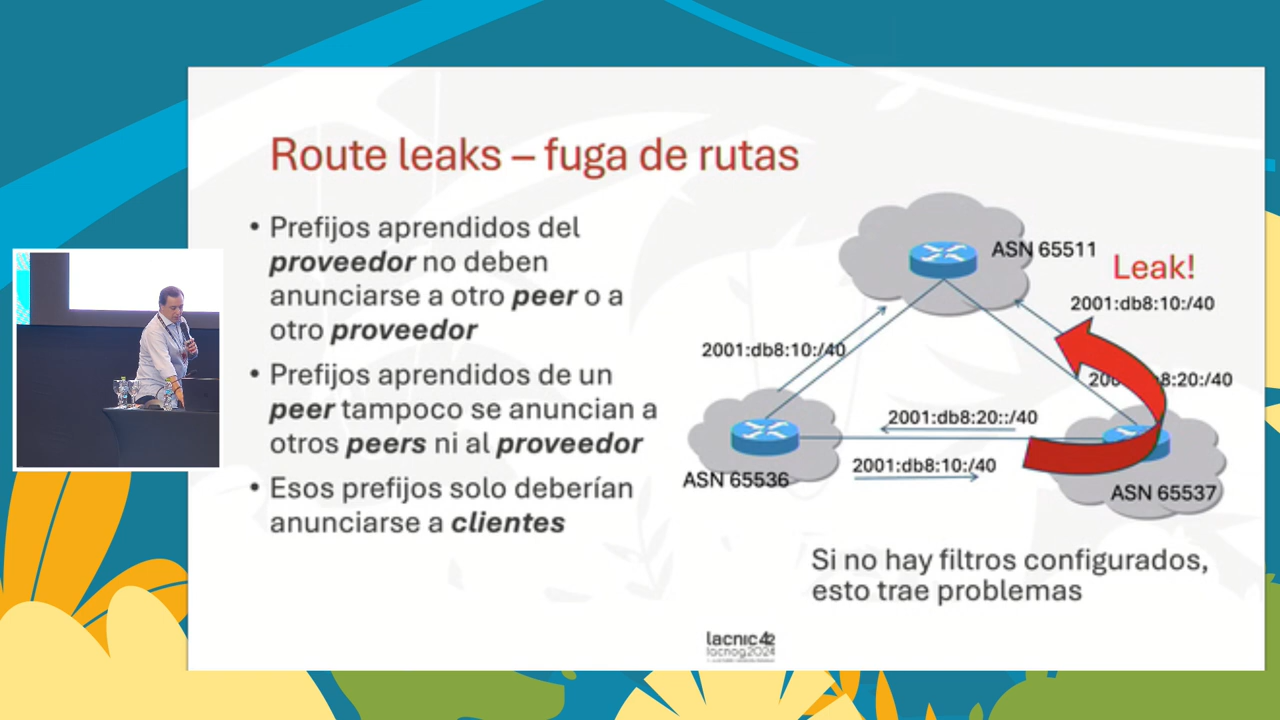 Route leaks – fuga de rutas
• Prefijos aprendidos del
proveedor no deben
anunciarse a otro peer o a
otro proveedor
• Prefijos aprendidos de un
peer tampoco se anuncian a
otros peers ni al proveedor
• Esos prefijos solo deberían
anunciarse a clientes
ASN 65511
Leak!
2001:db8:10:/40
2001:db8:10:/40
8:20:/40
2001:db8:20::/40
2001:db8:10:/40
ASN 65536
ASN 65537
Si no hay filtros configurados,
esto trae problemas
lacnic42
lacnog2024